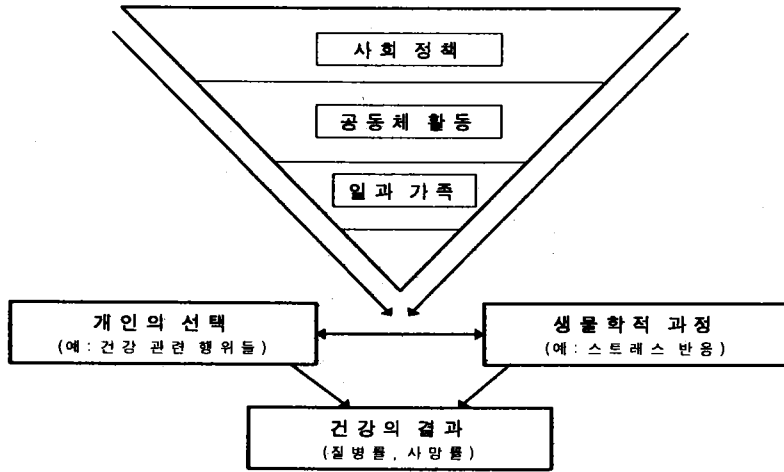 사회 정책
공동체 활동
일과 가족
개인의 선택
(예: 건강 관련 행위들)
생물학적 과정
(예: 스트레스 반응)
건강의 결과
(질병률, 사망률)